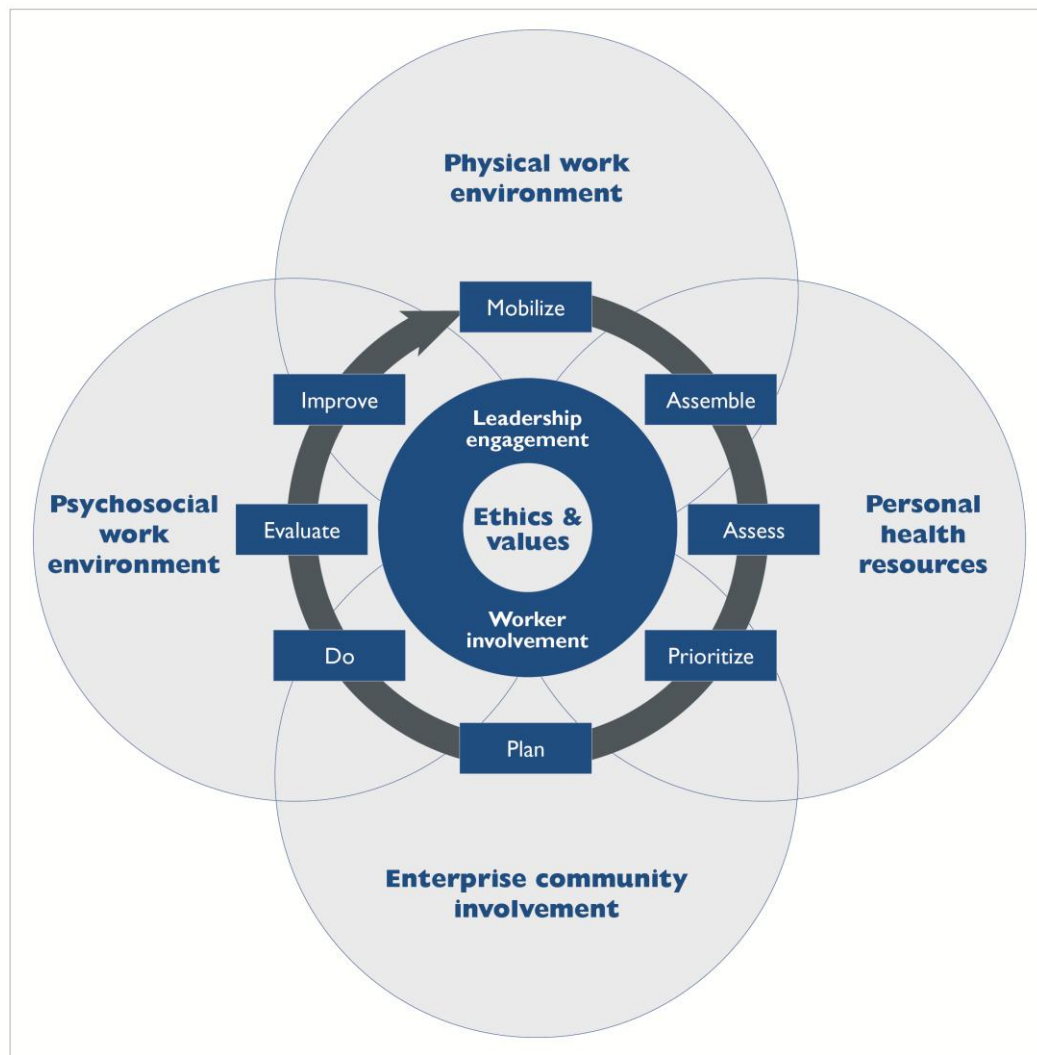 Physical work
environment
Mobilize
Improve
Assemble
Leadership
engagement
Psychosocial
work
environment
Evaluate
Ethics &
values
Assess
Personal
health
resources
Worker
involvement
Do
Prioritize
Plan
Enterprise community
involvement